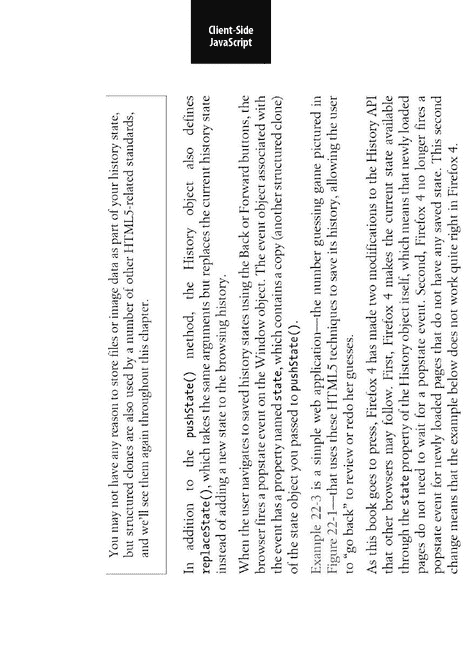 Client-Side
JavaScript
You may not have any reason to store files or image data as part of your history state,
but structured clones are also used by a number of other HTML5-related standards,
and we'll see them again throughout this chapter.
In addition to the pushState() method, the History object also defines
replaceState(), which takes the same arguments but replaces the current history state
instead of adding a new state to the browsing history.
When the user navigates to saved history states using the Back or Forward buttons, the
browser fires a popstate event on the Window object. The event object associated with
the event has a property named state, which contains a copy (another structured clone)
of the state object you passed to pushState().
Example 22-3 is a simple web application—the number guessing game pictured in
Figure 22-1—that uses these HTML5 techniques to save its history, allowing the user
to “go back” to review or redo her guesses.
As this book goes to press, Firefox 4 has made two modifications to the History API
that other browsers may follow. First, Firefox 4 makes the current state available
through the state property of the History object itself, which means that newly loaded
pages do not need to wait for a popstate event. Second, Firefox 4 no longer fires a
popstate event for newly loaded pages that do not have any saved state. This second
change means that the example below does not work quite right in Firefox 4.